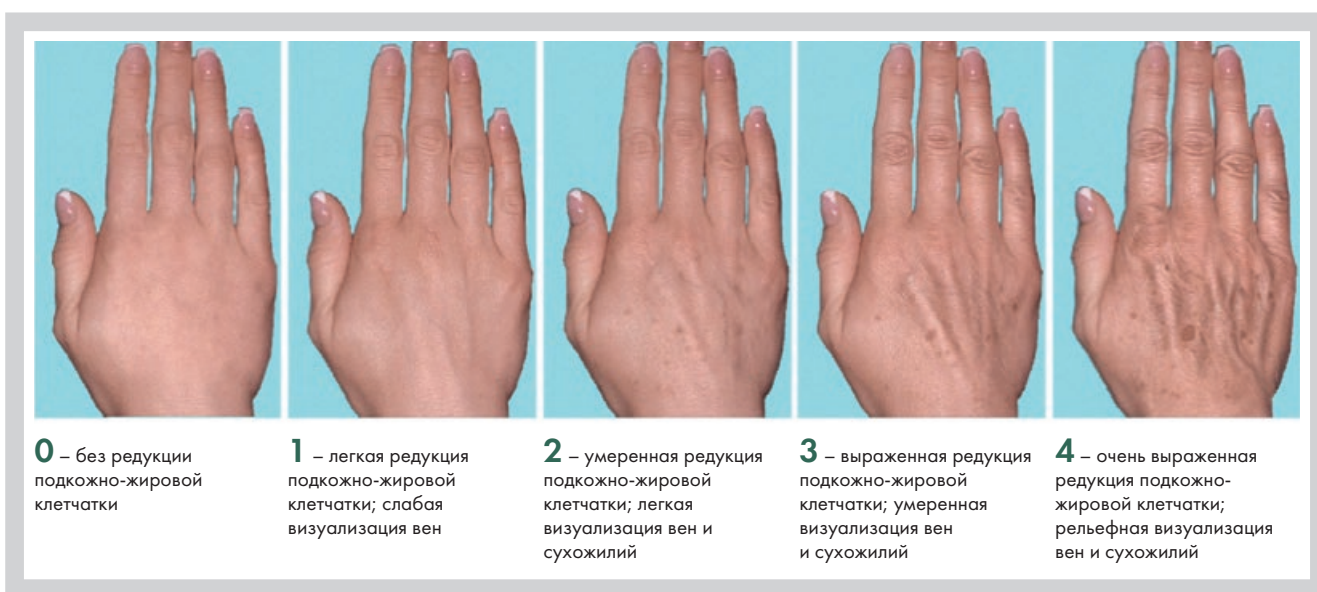 0 – без редукции
подкожно-жировой
клетчатки
1 – легкая редукция
подкожно-жировой
клетчатки; слабая
визуализация вен
2 – умеренная редукция
подкожно-жировой
клетчатки; легкая
визуализация вен и
сухожилий
3 – выраженная редукция
подкожно-жировой
клетчатки; умеренная
визуализация вен
и сухожилий
4 – очень выраженная
редукция подкожно-
жировой клетчатки;
рельефная визуализация
вен и сухожилий